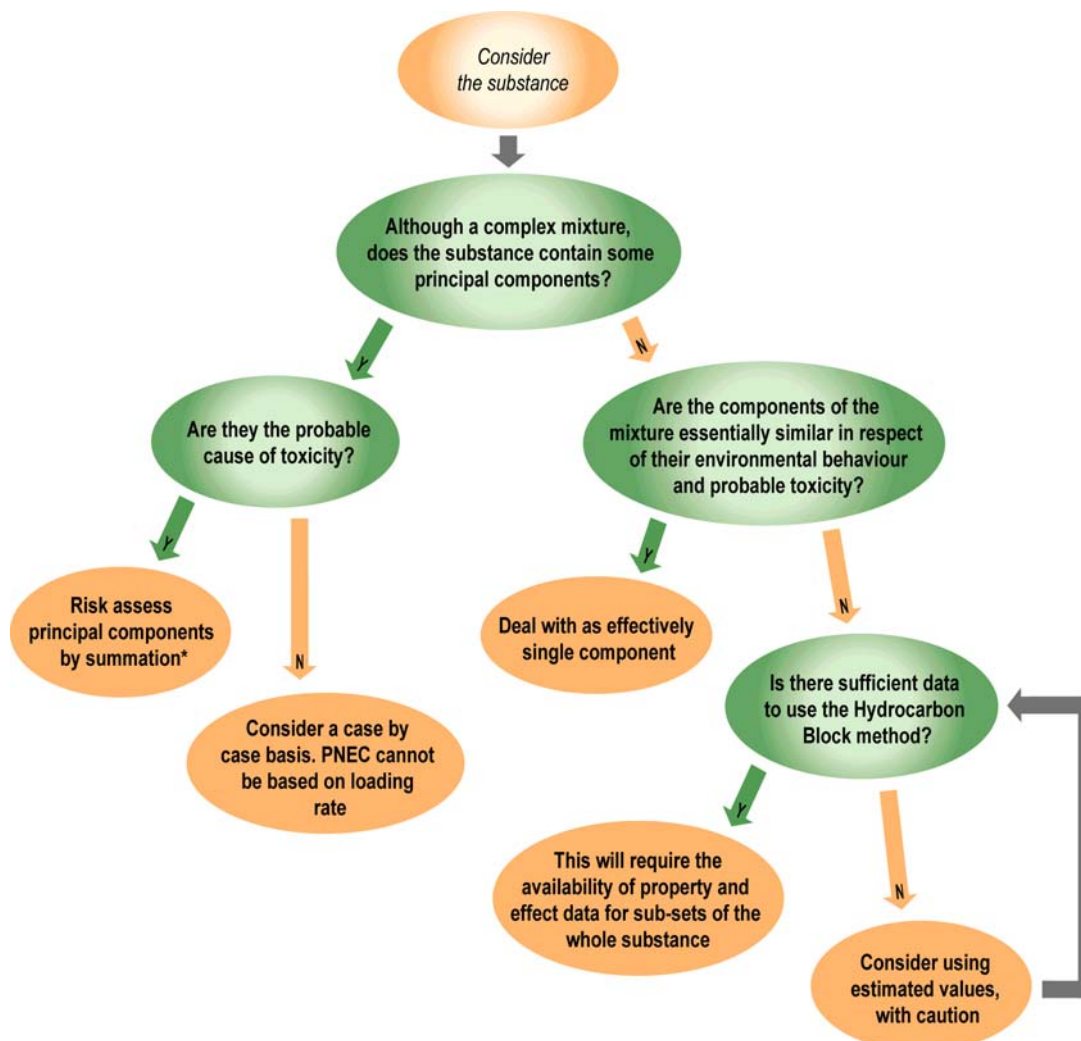 Consider
the substance
Although a complex mixture,
does the substance contain some
principal components?
Y
N
Are they the probable
cause of toxicity?
Are the components of the
mixture essentially similar in respect
of their environmental behaviour
and probable toxicity?
Y
N
Y
N
Risk assess
principal components
by summation*
Deal with as effectively
single component
Consider a case by
case basis. PNEC cannot
be based on loading
rate
Is there sufficient data
to use the Hydrocarbon
Block method?
Y
N
This will require the
availability of property and
effect data for sub-sets of the
whole substance
Consider using
estimated values,
with caution